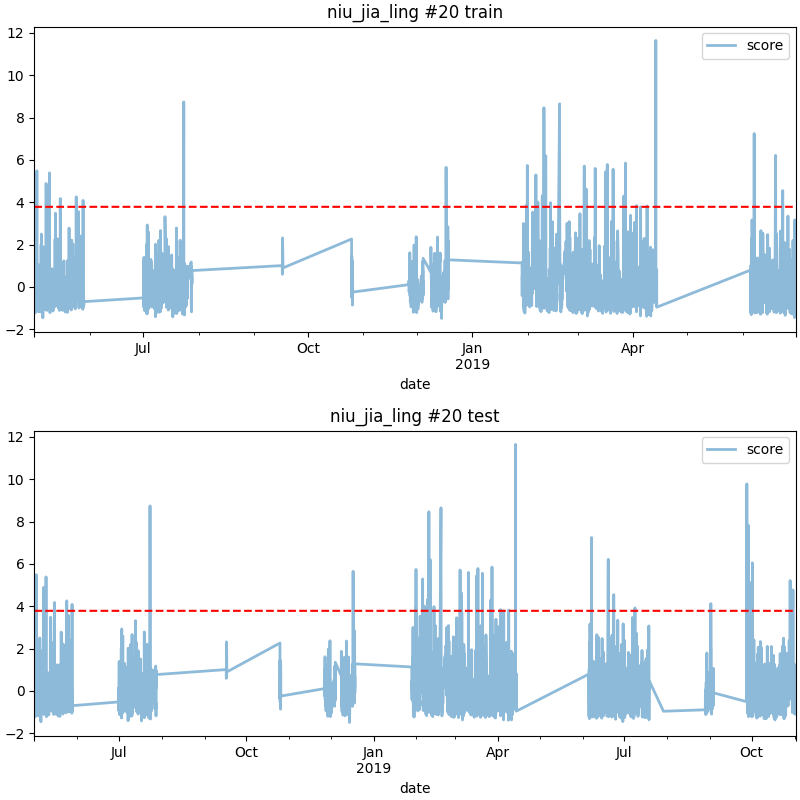 niu_jia_ling #20 train
score
12
10
8
6
4
2
0
−2
Jul
Oct
Jan
2019
Apr
date
niu_jia_ling #20 test
score
12
10
8
6
4
2
0
−2
Jul
Oct
Jan
2019
Apr
Jul
Oct
date